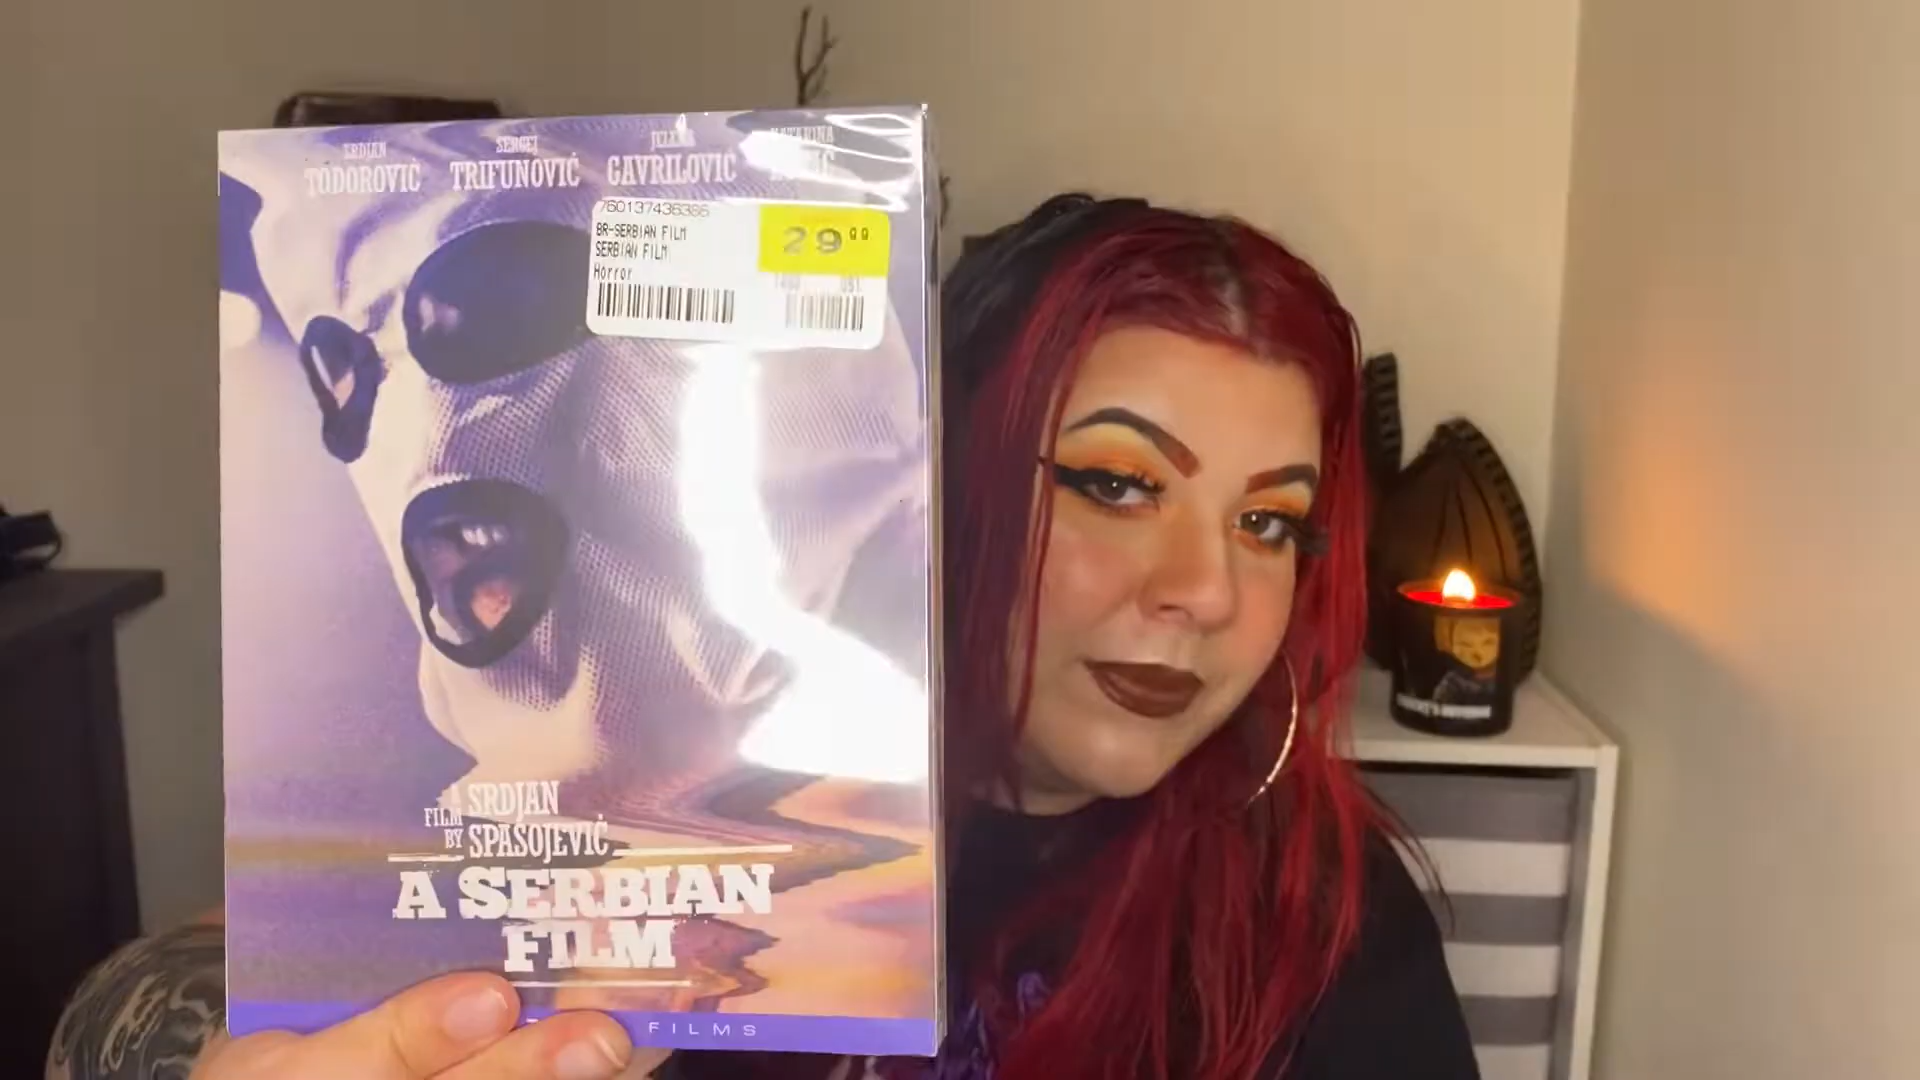 SRDJAN
TODOROVIĆ
SERGEJ
TRIFUNOVIĆ
JELENA
GAVRILOVIĆ
760137436386
BR-SERBIAN FILM
SERBIAN FILM
Horror
29 99
A
FILM
BY
SRDJAN
SPASOJEVIĆ
A SERBIAN
FILM
FILMS